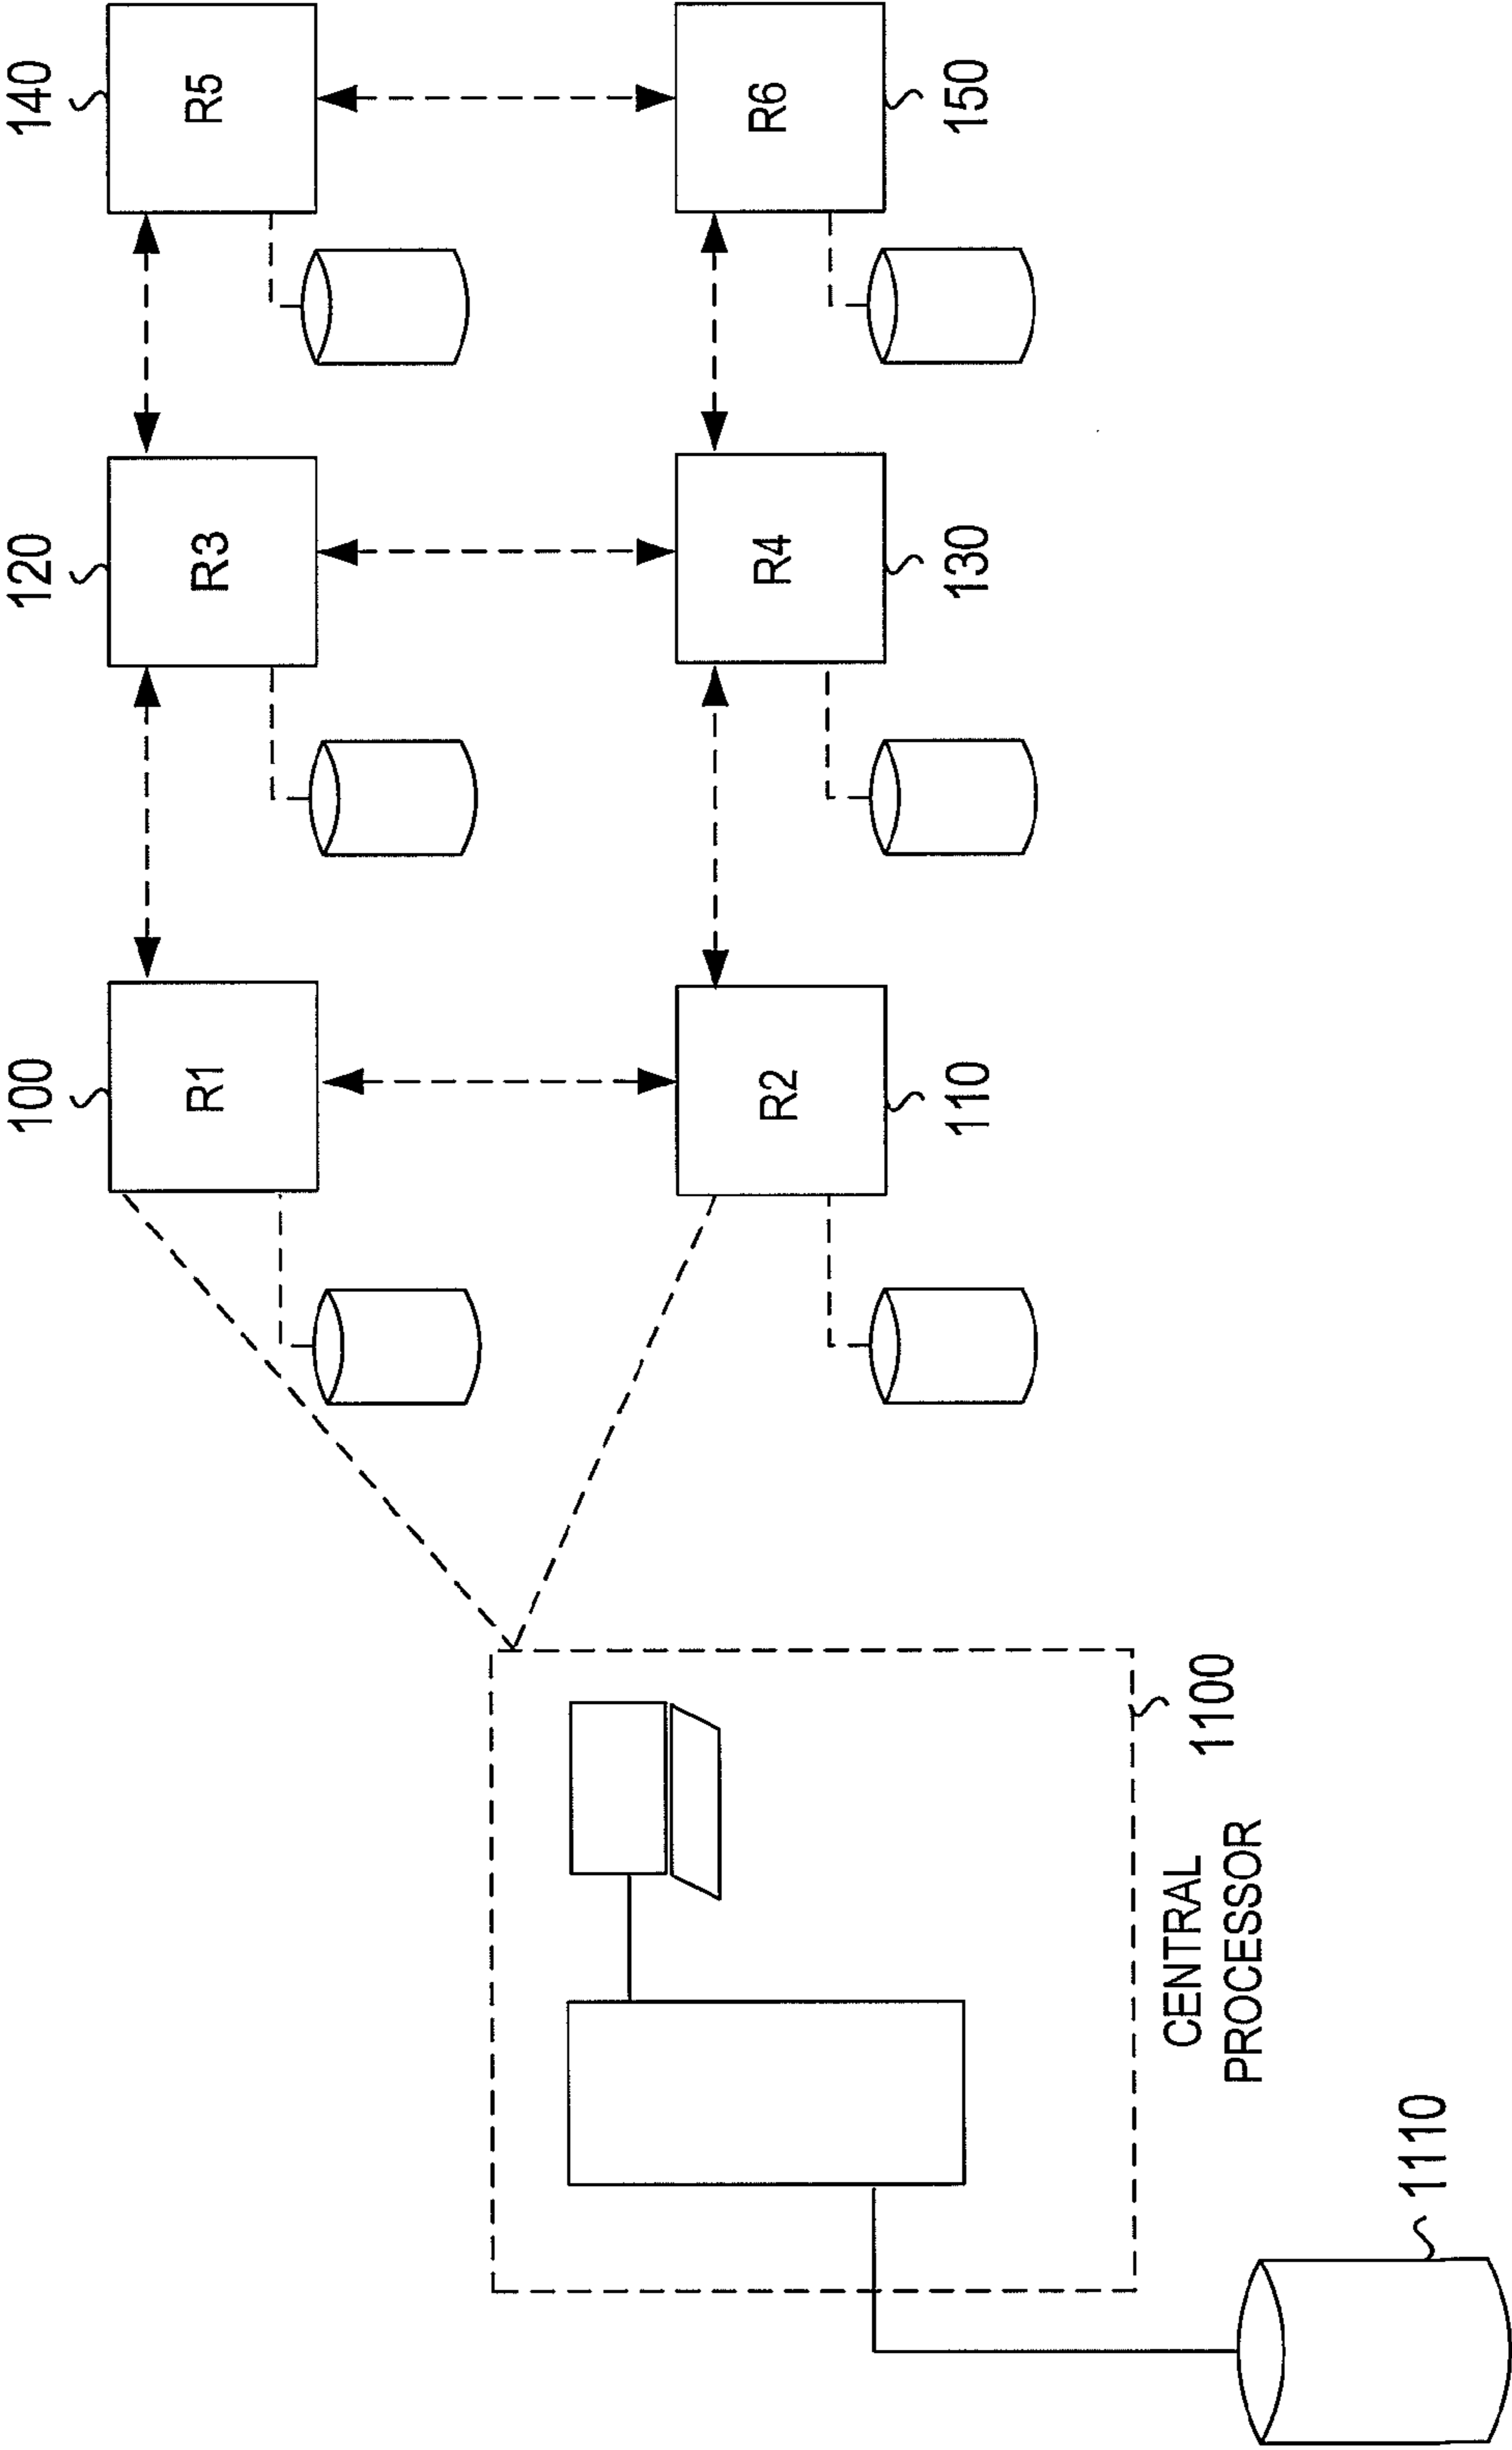 100
120
140
R1
R3
R5
R2
R4
R6
110
130
150
1100
CENTRAL
PROCESSOR
1110